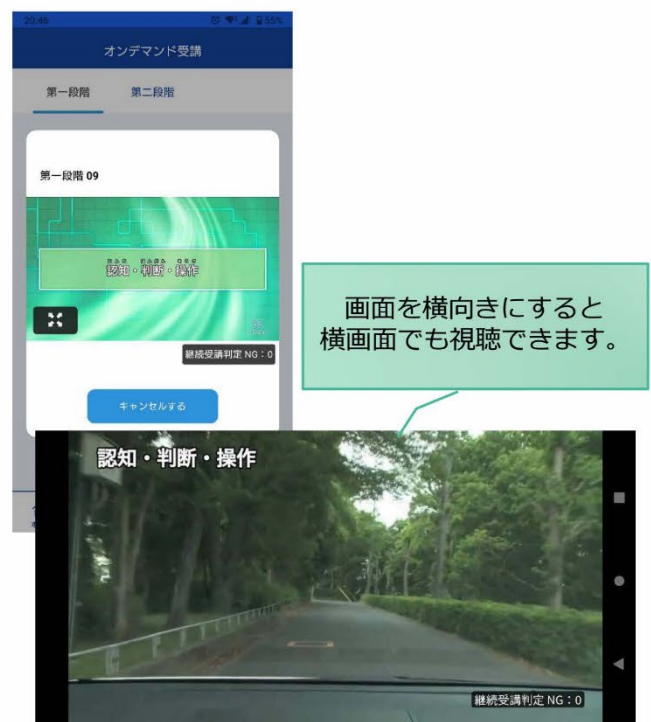 20:46
55%
オンデマンド受講
第一段階 第二段階
第一段階 09
認知・判断・操作
継続受講判定 NG:0
キャンセルする
画面を横向きにすると
横画面でも視聴できます。
認知・判断・操作
継続受講判定 NG:0